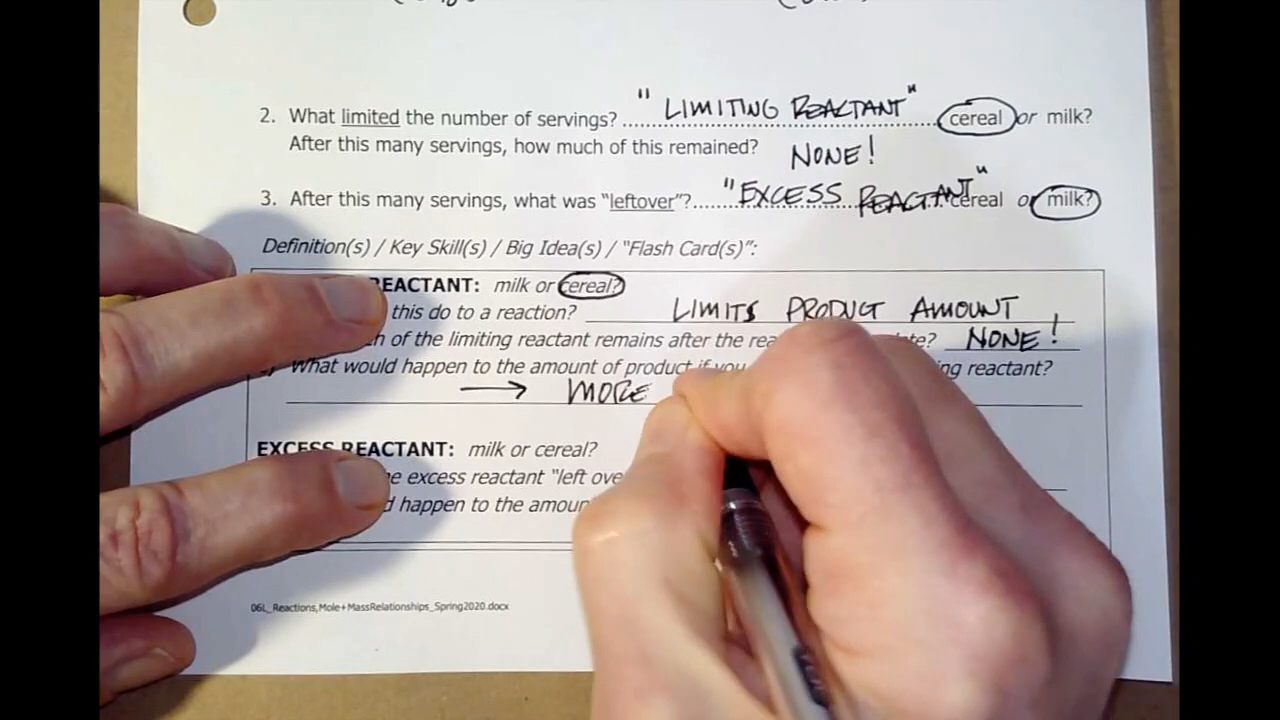 2. What limited the number of servings? "LIMITING REACTANT" cereal or milk?
After this many servings, how much of this remained? NONE!
3. After this many servings, what was "leftover"? "EXCESS REACTANT" cereal or milk?
Definition(s) / Key Skill(s) / Big Idea(s) / "Flash Card(s)":
REACTANT: milk or cereal?
this do to a reaction? LIMITS PRODUCT AMOUNT
of the limiting reactant remains after the NONE!
What would happen to the amount of product if you reactant?
→ MORE
EXCESS REACTANT: milk or cereal?
excess reactant "left
happen to the
06L_Reactions,Mole+MassRelationships_Spring2020.docx